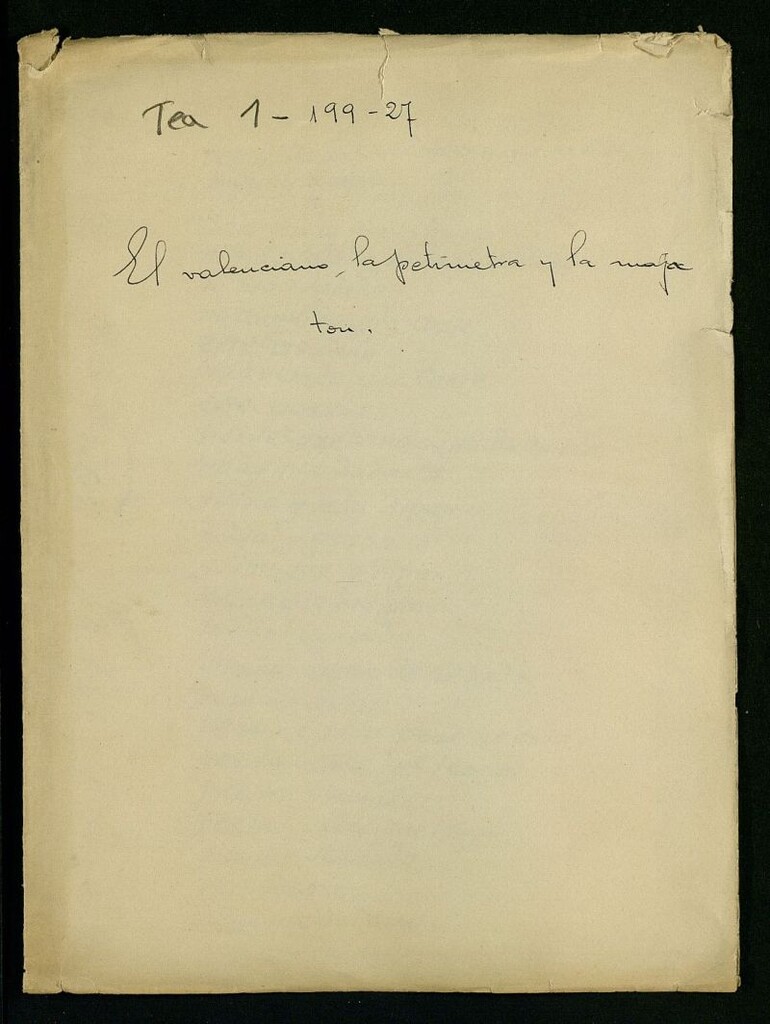 Tea 1-199-27
El valenciano, la petimetra y la maja
ton.